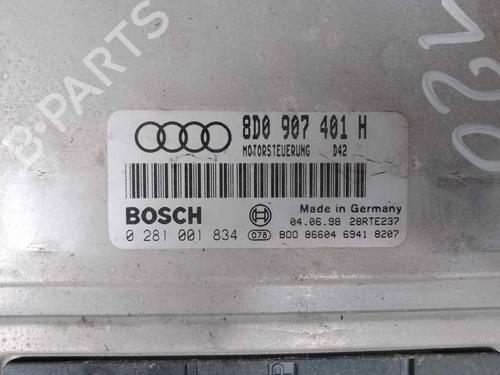 B-PARTS
120
8D0 907 401 H
MOTORSTEUERUNG D42
BOSCH
Made in Germany
04.06.98 28RTE237
0 281 001 834 078 B00 86604 6941 8207